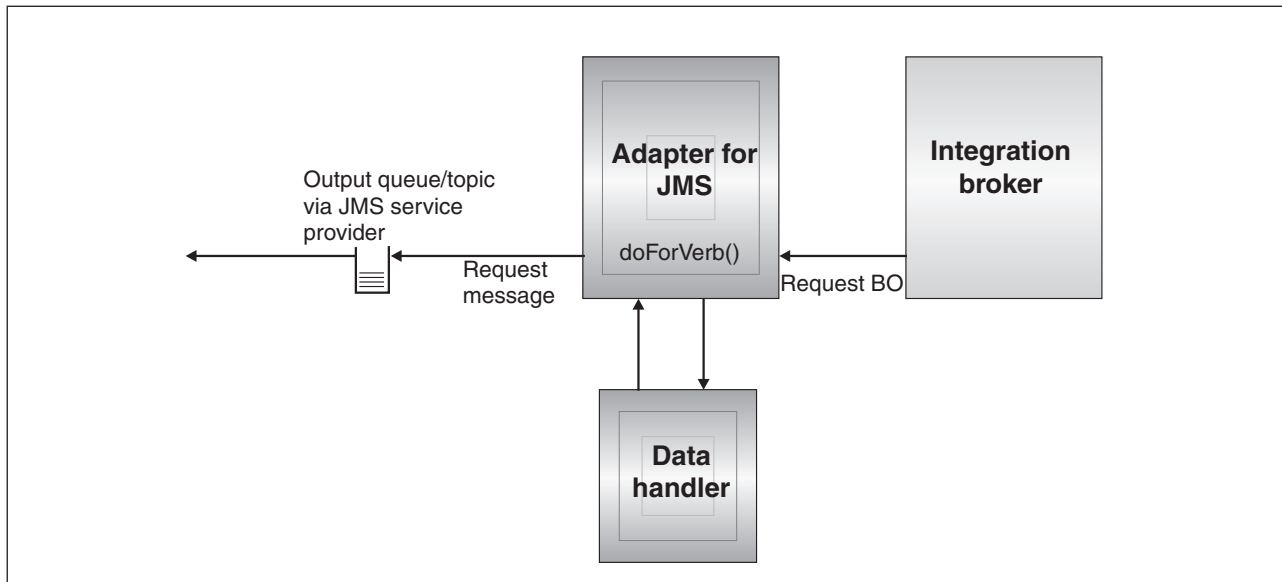 Output queue/topic
via JMS service
provider
Request
message
Adapter for
JMS
doForVerb()
Request BO
Integration
broker
Data
handler